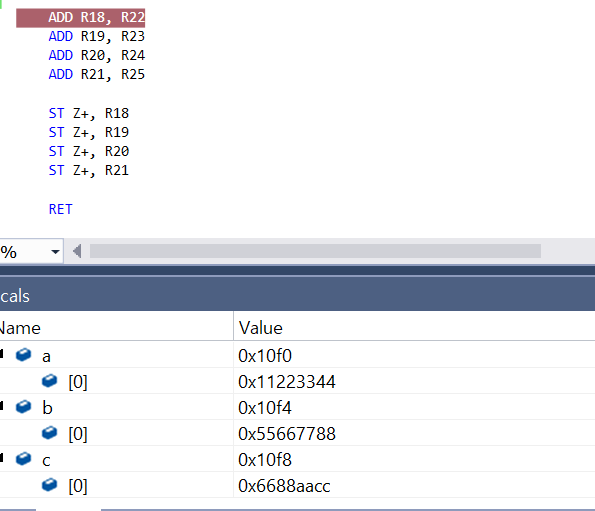 ADD R18, R22
ADD R19, R23
ADD R20, R24
ADD R21, R25
ST Z+, R18
ST Z+, R19
ST Z+, R20
ST Z+, R21
RET
%
cals
Name Value
a 0x10f0
[0] 0x11223344
b 0x10f4
[0] 0x55667788
c 0x10f8
[0] 0x6688aacc